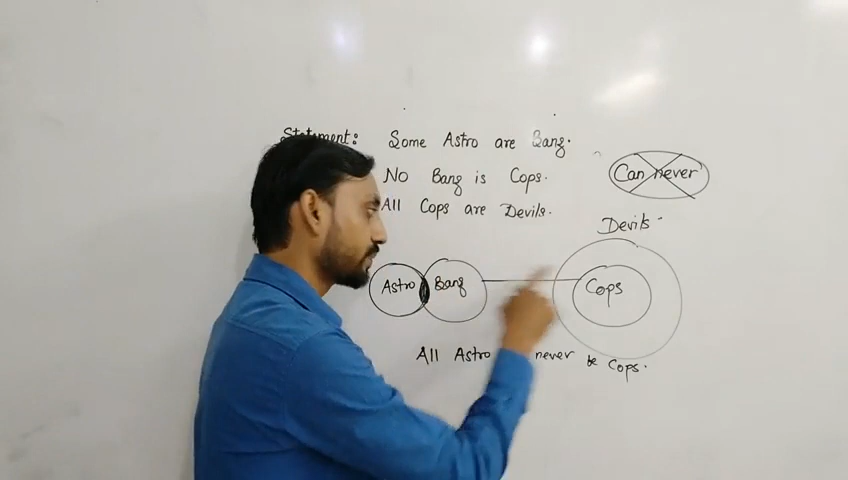 Statement: Some Astro are Bang.
No Bang is Cops.
All Cops are Devils.
Can never
Devils
Astro
Bang
Cops
All Astro never be Cops.